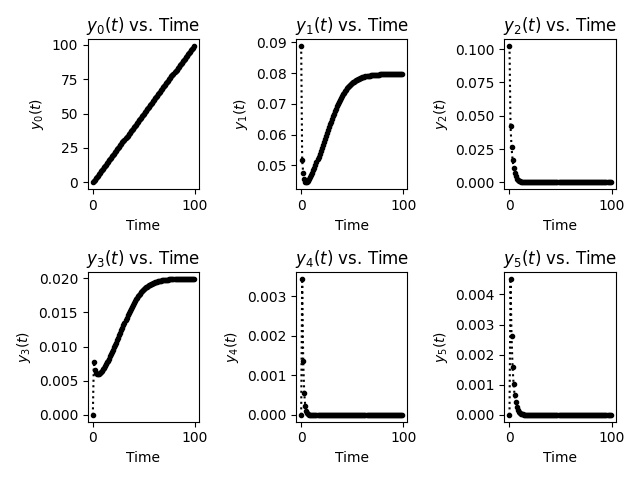 y₀(t) vs. Time
100
75
50
25
0
y₀(t)
0
100
Time
y₁(t) vs. Time
0.09
0.08
0.07
0.06
0.05
y₁(t)
0
100
Time
y₂(t) vs. Time
0.100
0.075
0.050
0.025
0.000
y₂(t)
0
100
Time
y₃(t) vs. Time
0.020
0.015
0.010
0.005
0.000
y₃(t)
0
100
Time
y₄(t) vs. Time
0.003
0.002
0.001
0.000
y₄(t)
0
100
Time
y₅(t) vs. Time
0.004
0.003
0.002
0.001
0.000
y₅(t)
0
100
Time